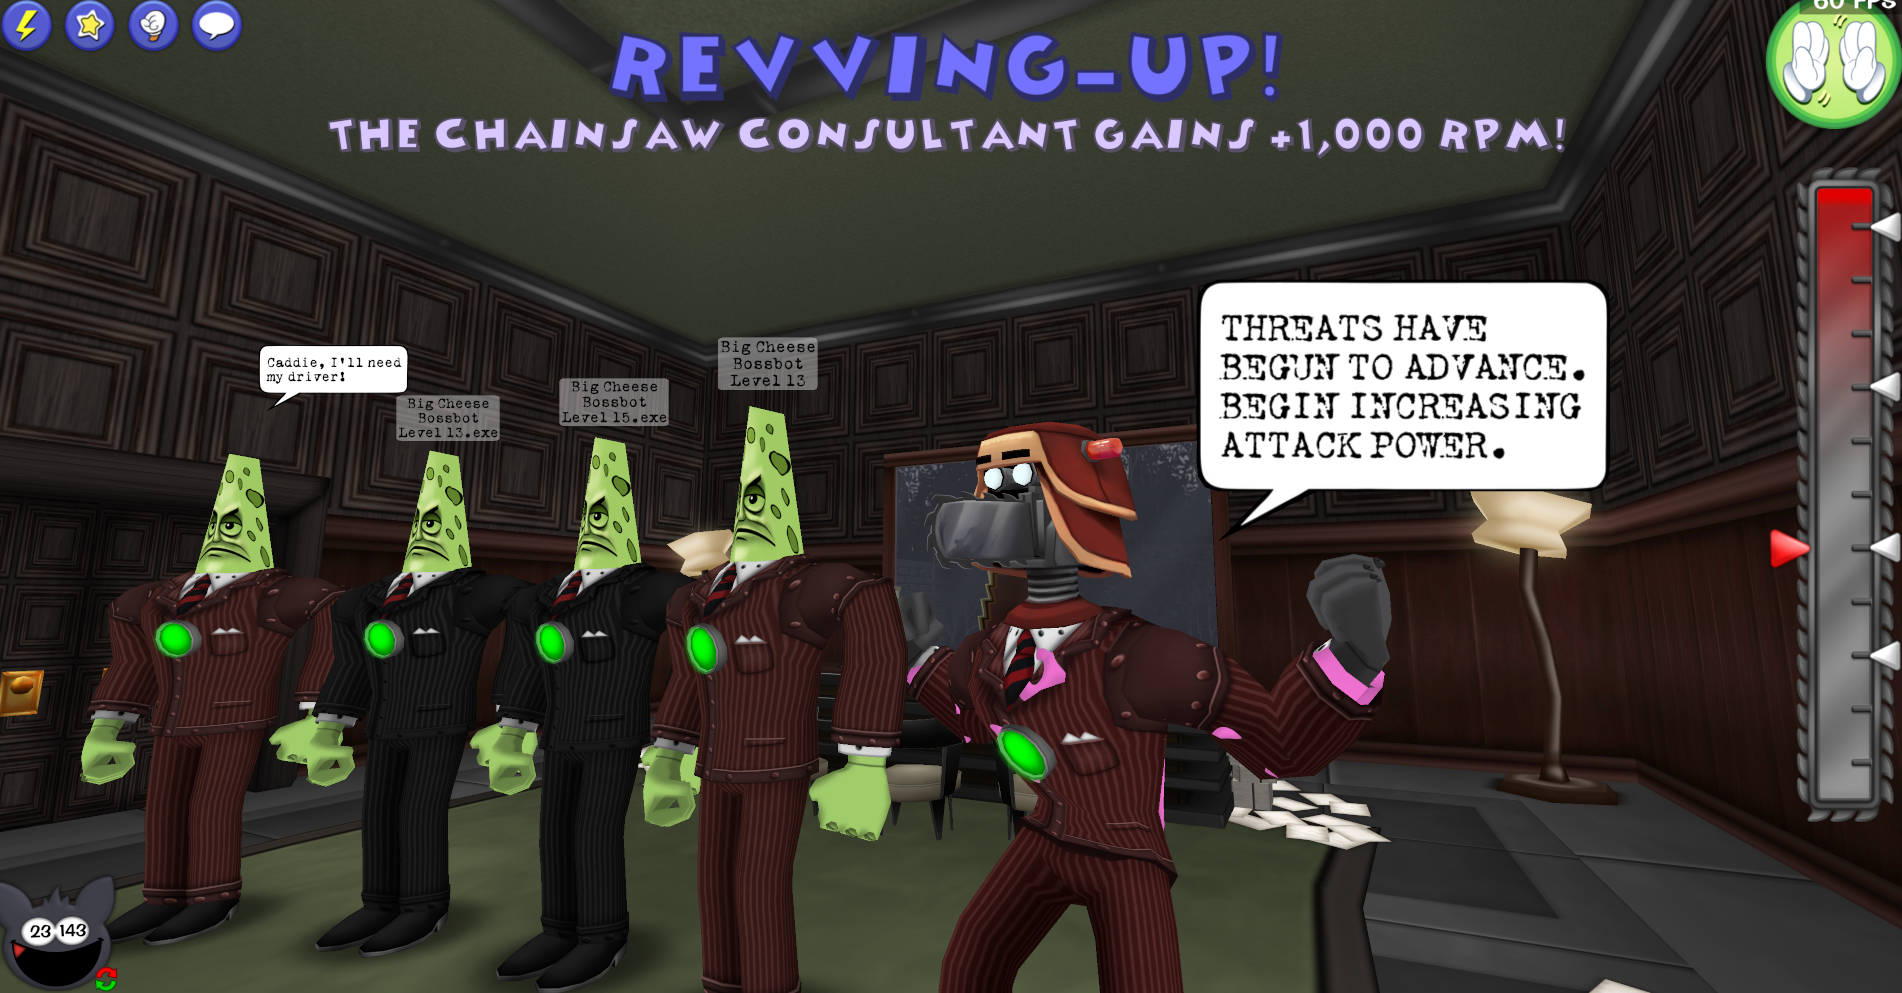 60 FPS
REVVING-UP!
THE CHAINSAW CONSULTANT GAINS +1,000 RPM!
THREATS HAVE
BEGUN TO ADVANCE.
BEGIN INCREASING
ATTACK POWER.
Caddie, I'll need
my driver!
Big Cheese
Bossbot
Level 13.exe
Big Cheese
Bossbot
Level 15.exe
Big Cheese
Bossbot
Level 13
23 143